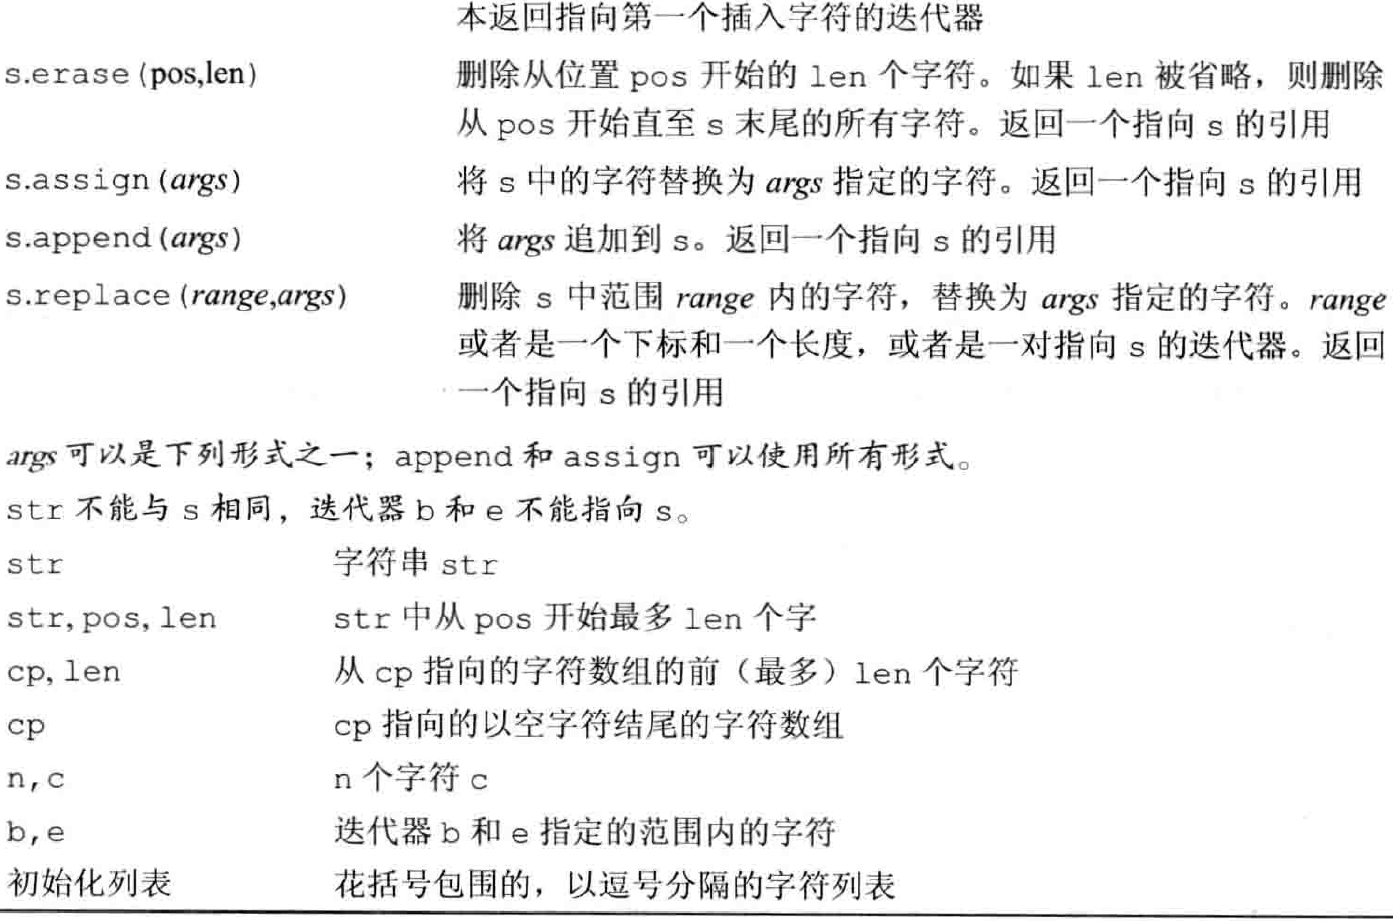 本返回指向第一个插入字符的迭代器
s.erase(pos,len) 删除从位置 pos 开始的 len 个字符。如果 len 被省略，则删除
从 pos 开始直至 s 末尾的所有字符。返回一个指向 s 的引用
s.assign(args) 将 s 中的字符替换为 args 指定的字符。返回一个指向 s 的引用
s.append(args) 将 args 追加到 s。返回一个指向 s 的引用
s.replace(range,args) 删除 s 中范围 range 内的字符，替换为 args 指定的字符。range
或者是一个下标和一个长度，或者是一对指向 s 的迭代器。返回
一个指向 s 的引用
args 可以是下列形式之一；append 和 assign 可以使用所有形式。
str 不能与 s 相同，迭代器 b 和 e 不能指向 s。
str 字符串 str
str,pos,len str 中从 pos 开始最多 len 个字
cp,len 从 cp 指向的字符数组的前（最多）len 个字符
cp cp 指向的以空字符结尾的字符数组
n,c n 个字符 c
b,e 迭代器 b 和 e 指定的范围内的字符
初始化列表 花括号包围的，以逗号分隔的字符列表